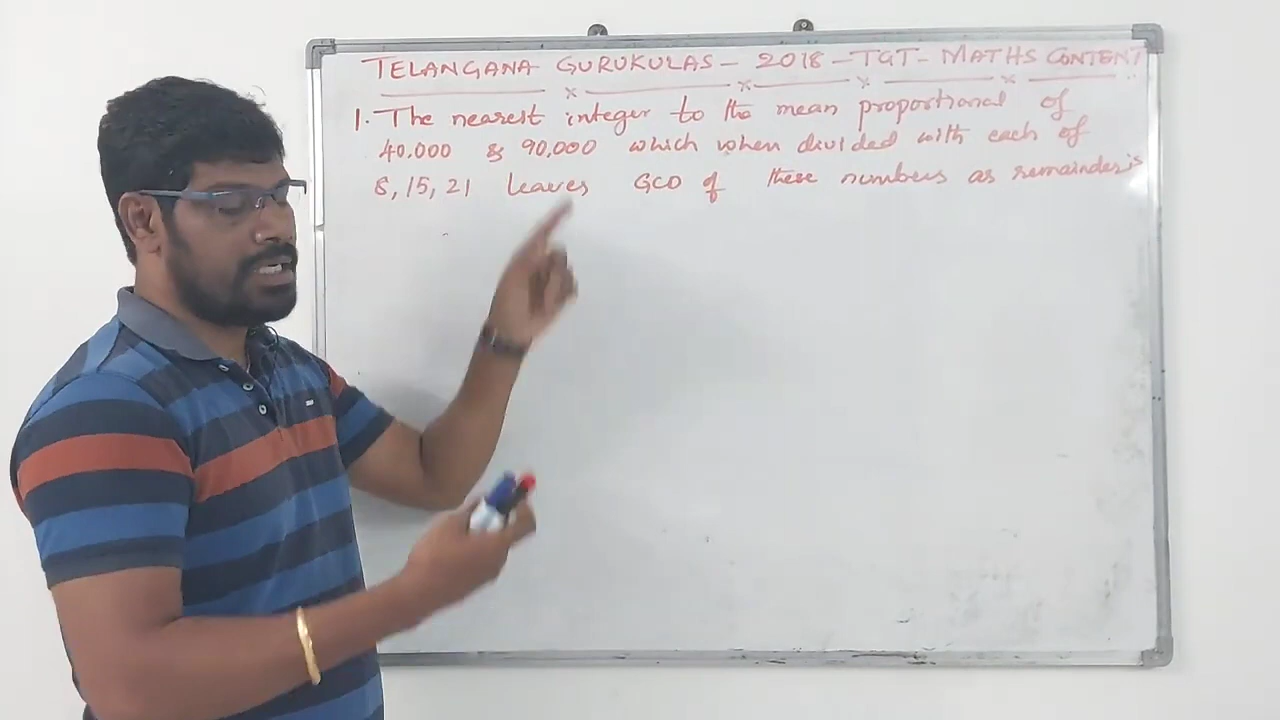 TELANGANA GURUKULAS - 2018 - TGT - MATHS CONTENT
1. The nearest integer to the mean proportional of
40,000 & 90,000 which when divided with each of
8, 15, 21 leaves GCD of these numbers as remainder is